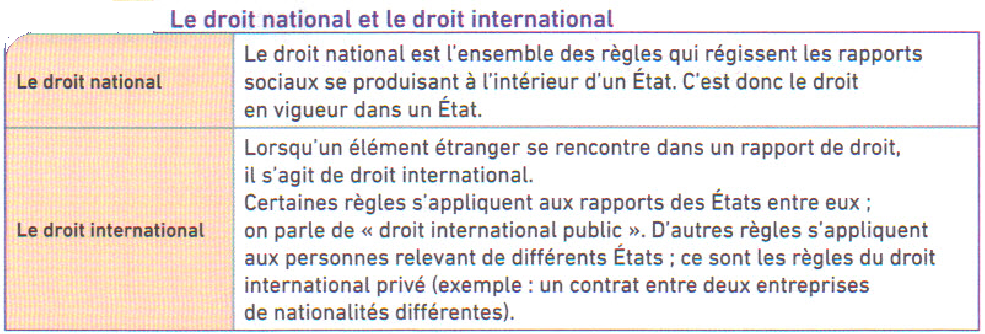 Le droit national et le droit international
Le droit national
Le droit national est l'ensemble des règles qui régissent les rapports
sociaux se produisant à l'intérieur d'un État. C'est donc le droit
en vigueur dans un État.
Le droit international
Lorsqu'un élément étranger se rencontre dans un rapport de droit,
il s'agit de droit international.
Certaines règles s'appliquent aux rapports des États entre eux ;
on parle de « droit international public ». D'autres règles s'appliquent
aux personnes relevant de différents États ; ce sont les règles du droit
international privé (exemple : un contrat entre deux entreprises
de nationalités différentes).